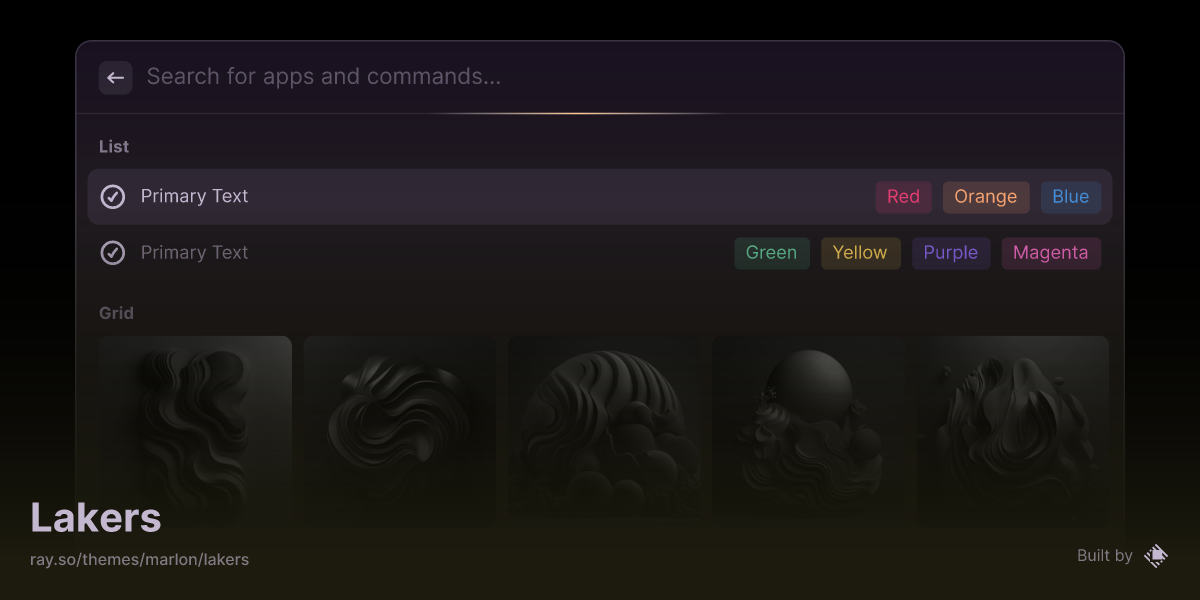 Search for apps and commands...
List
Primary Text Red Orange Blue
Primary Text Green Yellow Purple Magenta
Grid
Lakers
ray.so/themes/marlon/lakers
Built by